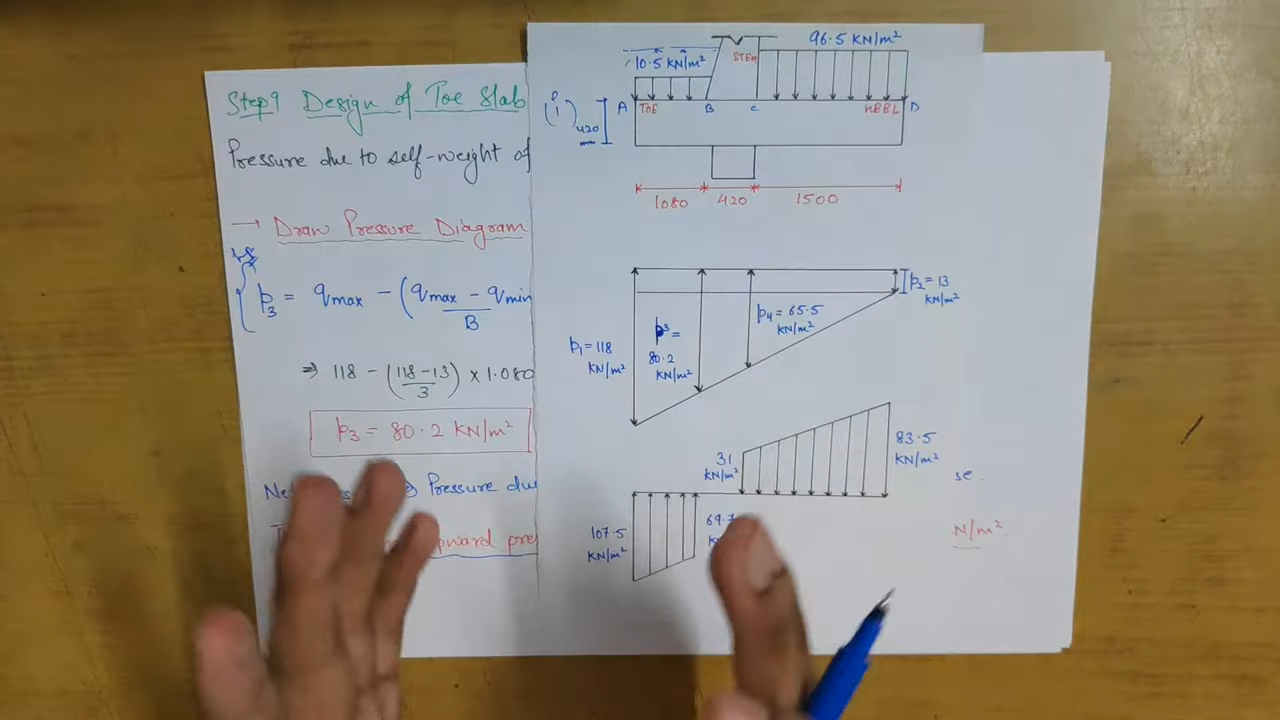 Step 9 Design of Toe Slab
Pressure due to self-weight of
→ Draw Pressure Diagram
p3 = qmax - (qmax - qmin
B
⇒ 118 - (118-13) × 1.080
3
p3 = 80.2 KN/m²
Pressure due
upward pre
10.5 KN/m²
STEM
96.5 KN/m²
A TOE B C HEEL D
420
mm
1080 420 1500
p1 = 118
KN/m²
p3 =
80.2
KN/m²
p4 = 65.5
KN/m²
p2 = 13
KN/m²
31
KN/m²
83.5
KN/m²
107.5
KN/m²
se.
N/m²